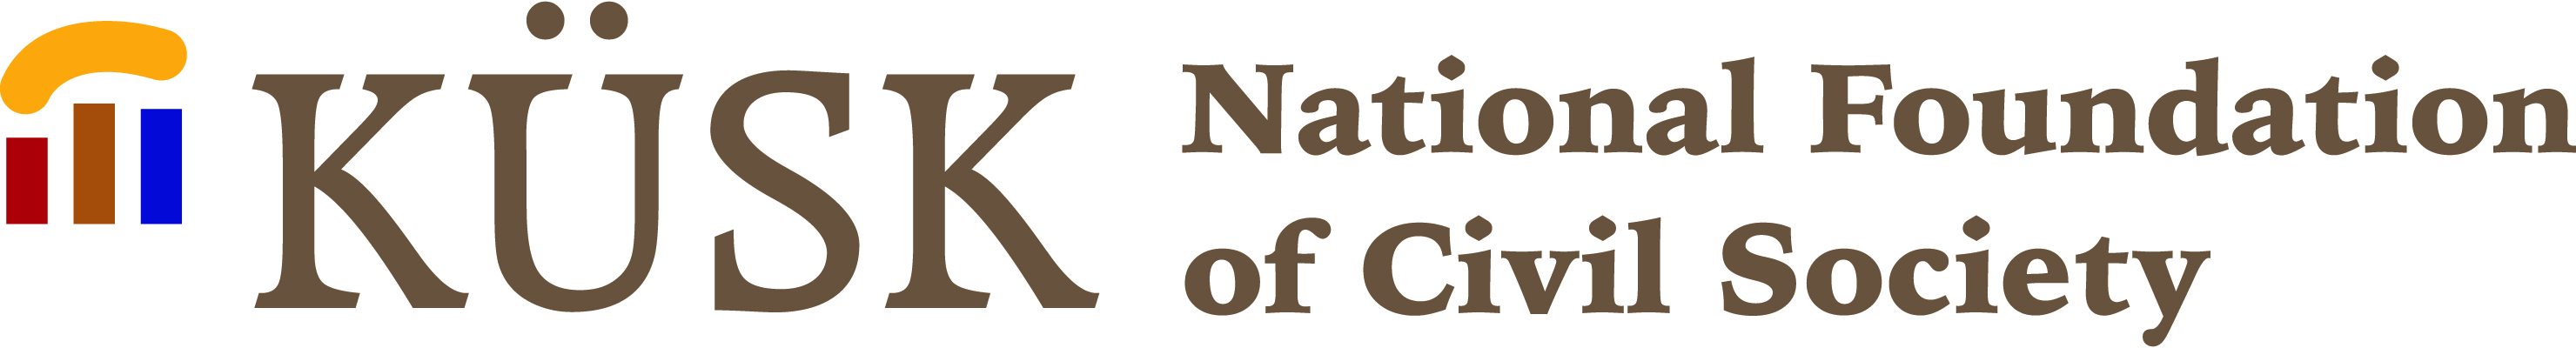 KÜSK National Foundation
of Civil Society